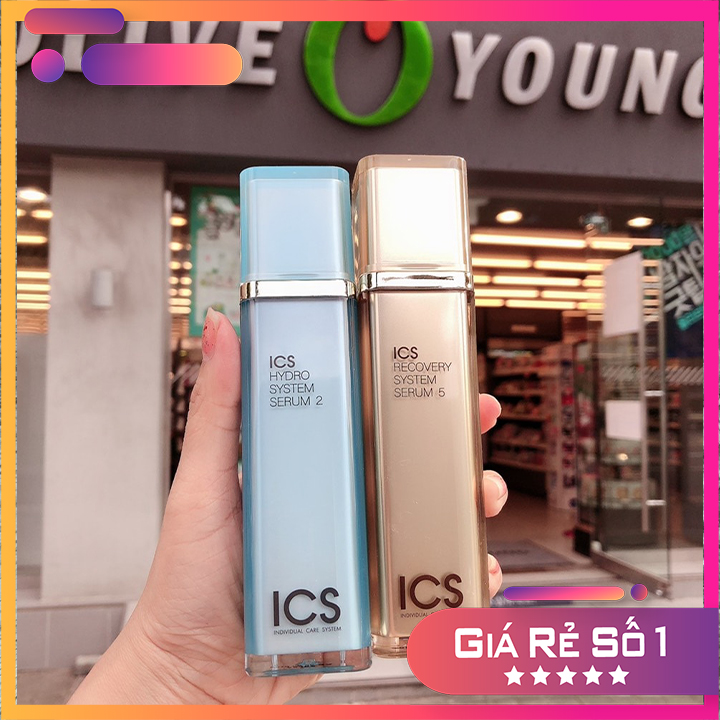 OLIVE YOUNG
ICS
HYDRO
SYSTEM
SERUM 2
ICS
RECOVERY
SYSTEM
SERUM 5
ICS
INDIVIDUAL CARE SYSTEM
ICS
INDIVIDUAL
GIÁ RẺ SỐ 1